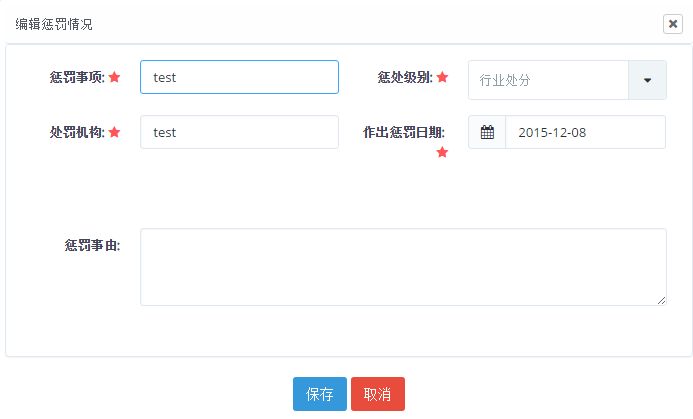 编辑惩罚情况
惩罚事项: test 惩处级别: 行业处分
处罚机构: test 作出惩罚日期: 2015-12-08
惩罚事由:
保存 取消